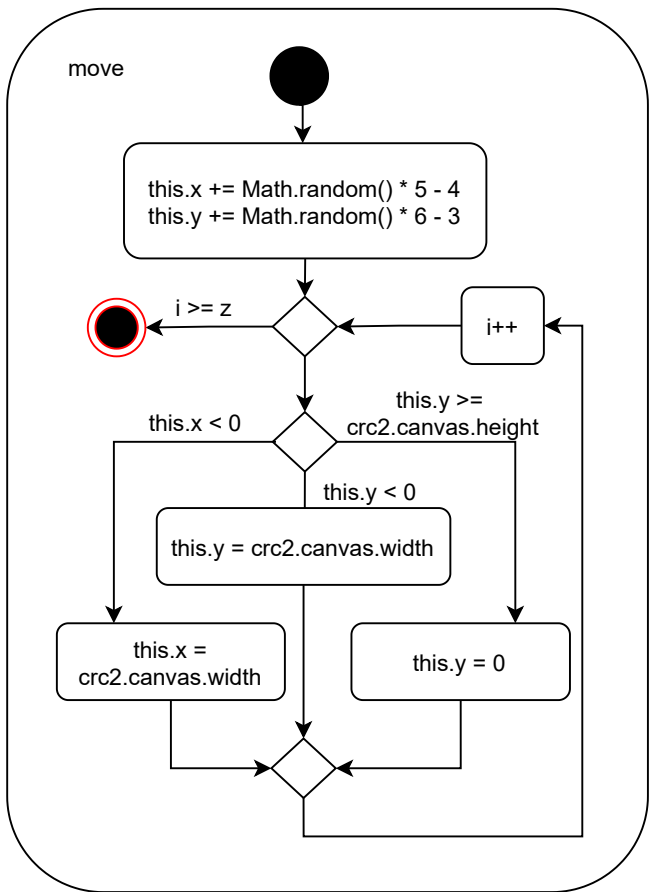 move
this.x += Math.random() * 5 - 4
this.y += Math.random() * 6 - 3
i >= z
i++
this.y >=
crc2.canvas.height
this.x < 0
this.y < 0
this.y = crc2.canvas.width
this.x =
crc2.canvas.width
this.y = 0